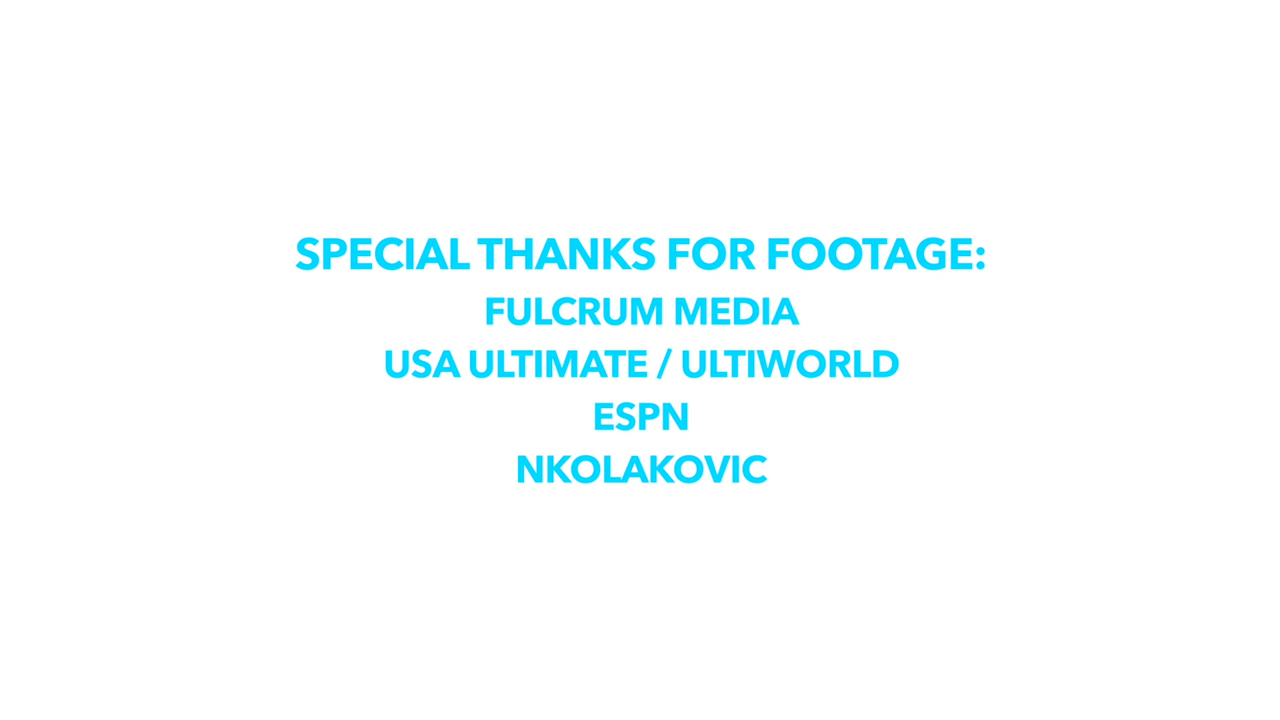 SPECIAL THANKS FOR FOOTAGE:
FULCRUM MEDIA
USA ULTIMATE / ULTIWORLD
ESPN
NKOLAKOVIC